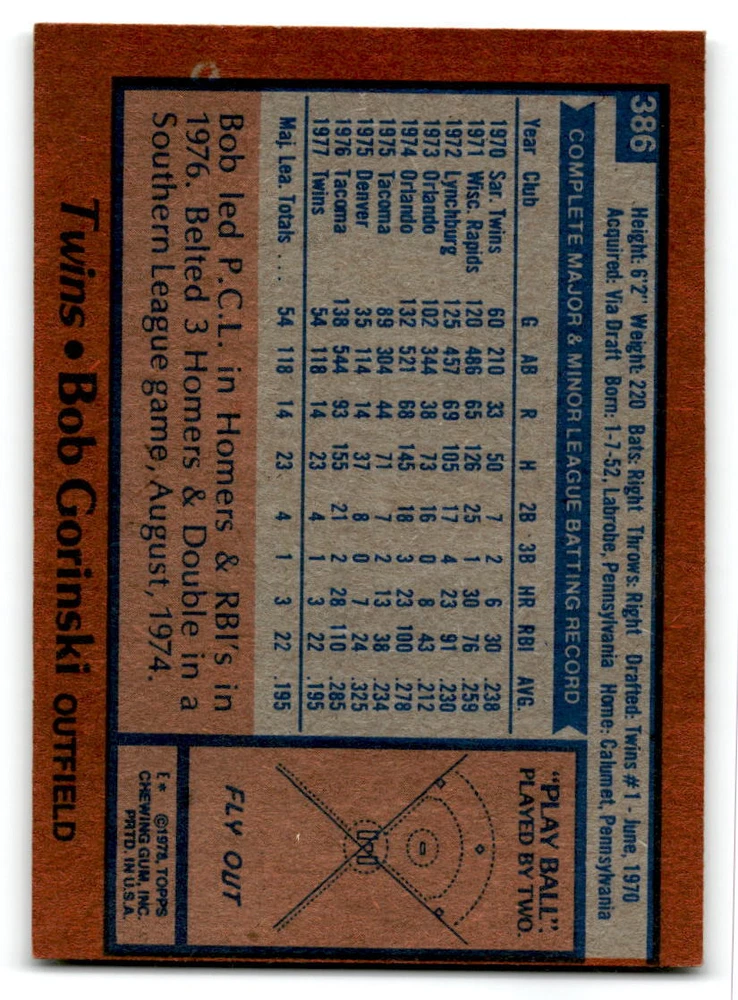 386
Height: 6'2" Weight: 220 Bats: Right Throws: Right Drafted: Twins #1 - June, 1970
Acquired: Via Draft Born: 1-7-52, Labrobe, Pennsylvania Home: Calumet, Pennsylvania
COMPLETE MAJOR & MINOR LEAGUE BATTING RECORD
Year Club G AB R H 2B 3B HR RBI AVG.
1970 Sar. Twins 60 210 33 50 7 2 6 30 .238
1971 Wisc. Rapids 120 486 65 126 25 1 30 76 .259
1972 Lynchburg 125 457 69 105 17 4 23 91 .230
1973 Orlando 102 344 38 73 16 0 8 43 .212
1974 Orlando 132 521 68 145 18 3 23 100 .278
1975 Tacoma 89 304 44 71 7 2 13 38 .234
1975 Denver 35 114 14 37 8 0 7 24 .325
1976 Tacoma 138 544 93 155 21 2 28 110 .285
1977 Twins 54 118 14 23 4 1 3 22 .195
Maj. Lea. Totals .... 54 118 14 23 4 1 3 22 .195
Bob led P.C.L. in Homers & RBI's in
1976. Belted 3 Homers & Double in a
Southern League game, August, 1974.
"PLAY BALL".
PLAYED BY TWO.
FLY OUT
E* ©1978, TOPPS
CHEWING GUM, INC.
PRTD. IN U.S.A.
Twins • Bob Gorinski OUTFIELD